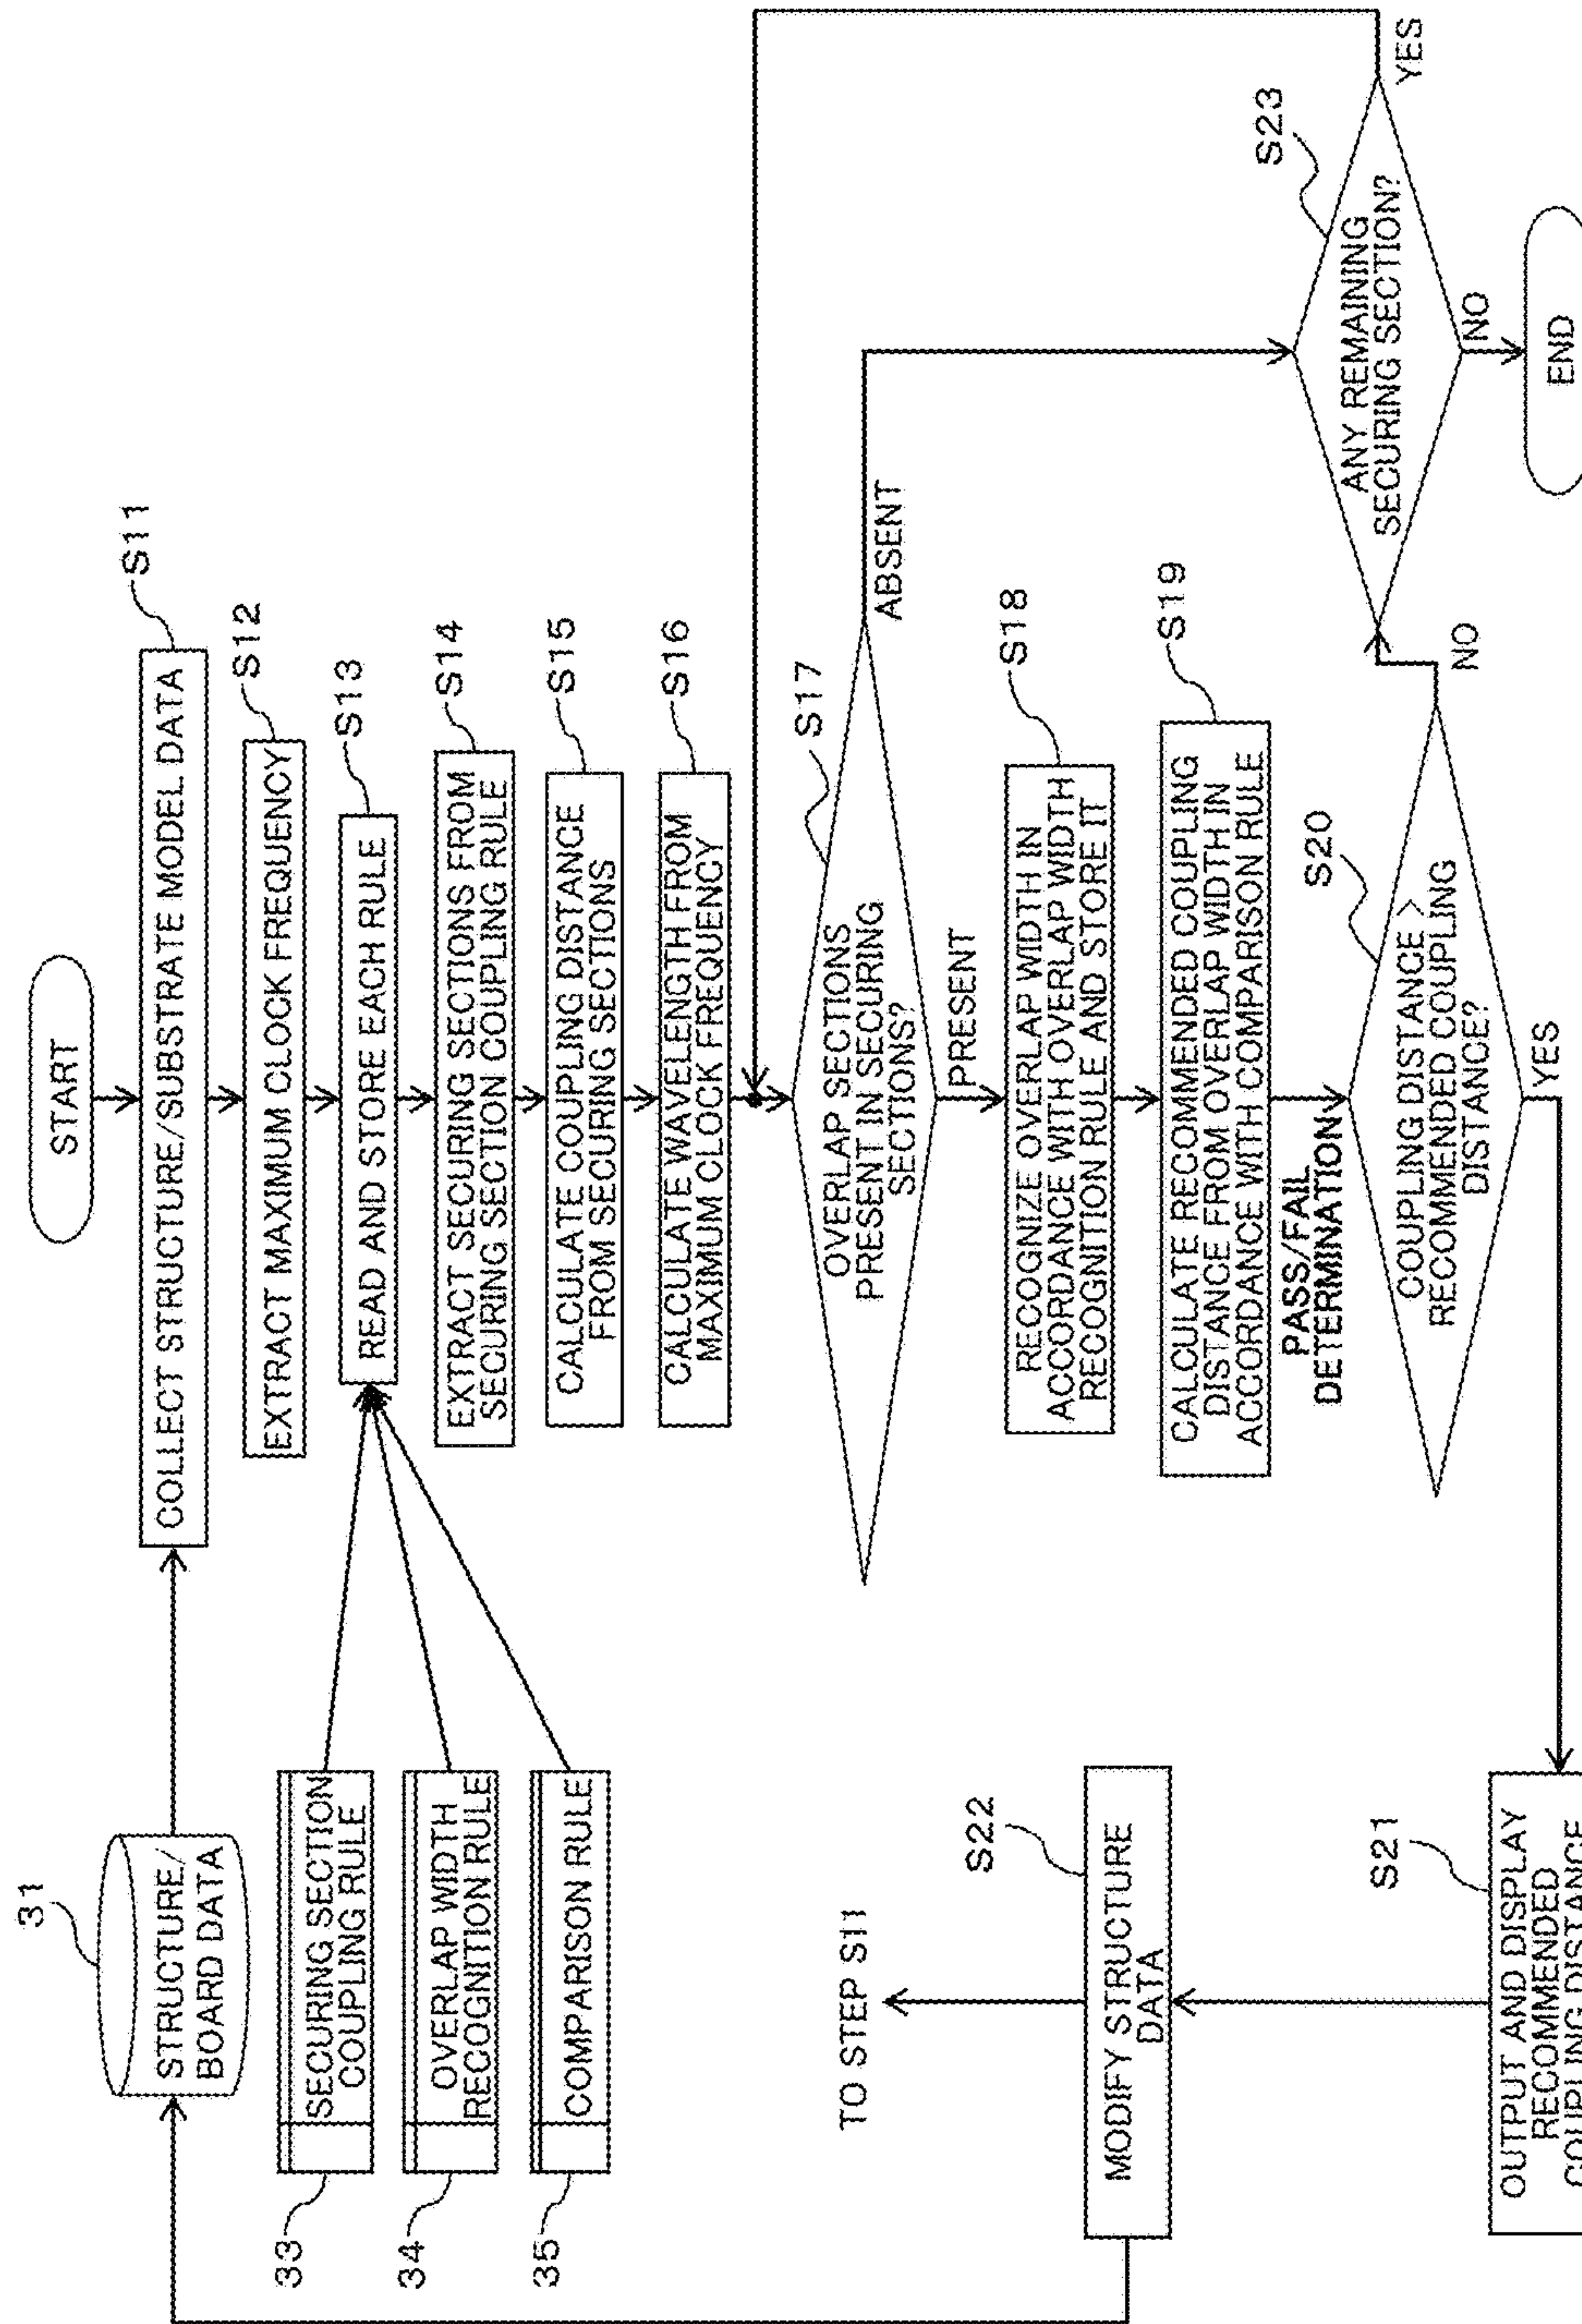 START
COLLECT STRUCTURE/SUBSTRATE MODEL DATA
S11
EXTRACT MAXIMUM CLOCK FREQUENCY
S12
READ AND STORE EACH RULE
S13
EXTRACT SECURING SECTIONS FROM
SECURING SECTION COUPLING RULE
S14
CALCULATE COUPLING DISTANCE
FROM SECURING SECTIONS
S15
CALCULATE WAVELENGTH FROM
MAXIMUM CLOCK FREQUENCY
S16
OVERLAP SECTIONS
PRESENT IN SECURING
SECTIONS?
S17
ABSENT
PRESENT
RECOGNIZE OVERLAP WIDTH IN
ACCORDANCE WITH OVERLAP WIDTH
RECOGNITION RULE AND STORE IT
S18
CALCULATE RECOMMENDED COUPLING
DISTANCE FROM OVERLAP WIDTH IN
ACCORDANCE WITH COMPARISON RULE
S19
PASS/FAIL
DETERMINATION
COUPLING DISTANCE >
RECOMMENDED COUPLING
DISTANCE?
S20
NO
YES
ANY REMAINING
SECURING SECTION?
S23
YES
NO
END
31
STRUCTURE/
BOARD DATA
33
SECURING SECTION
COUPLING RULE
34
OVERLAP WIDTH
RECOGNITION RULE
35
COMPARISON RULE
TO STEP S11
MODIFY STRUCTURE
DATA
S22
OUTPUT AND DISPLAY
RECOMMENDED
COUPLING DISTANCE
S21